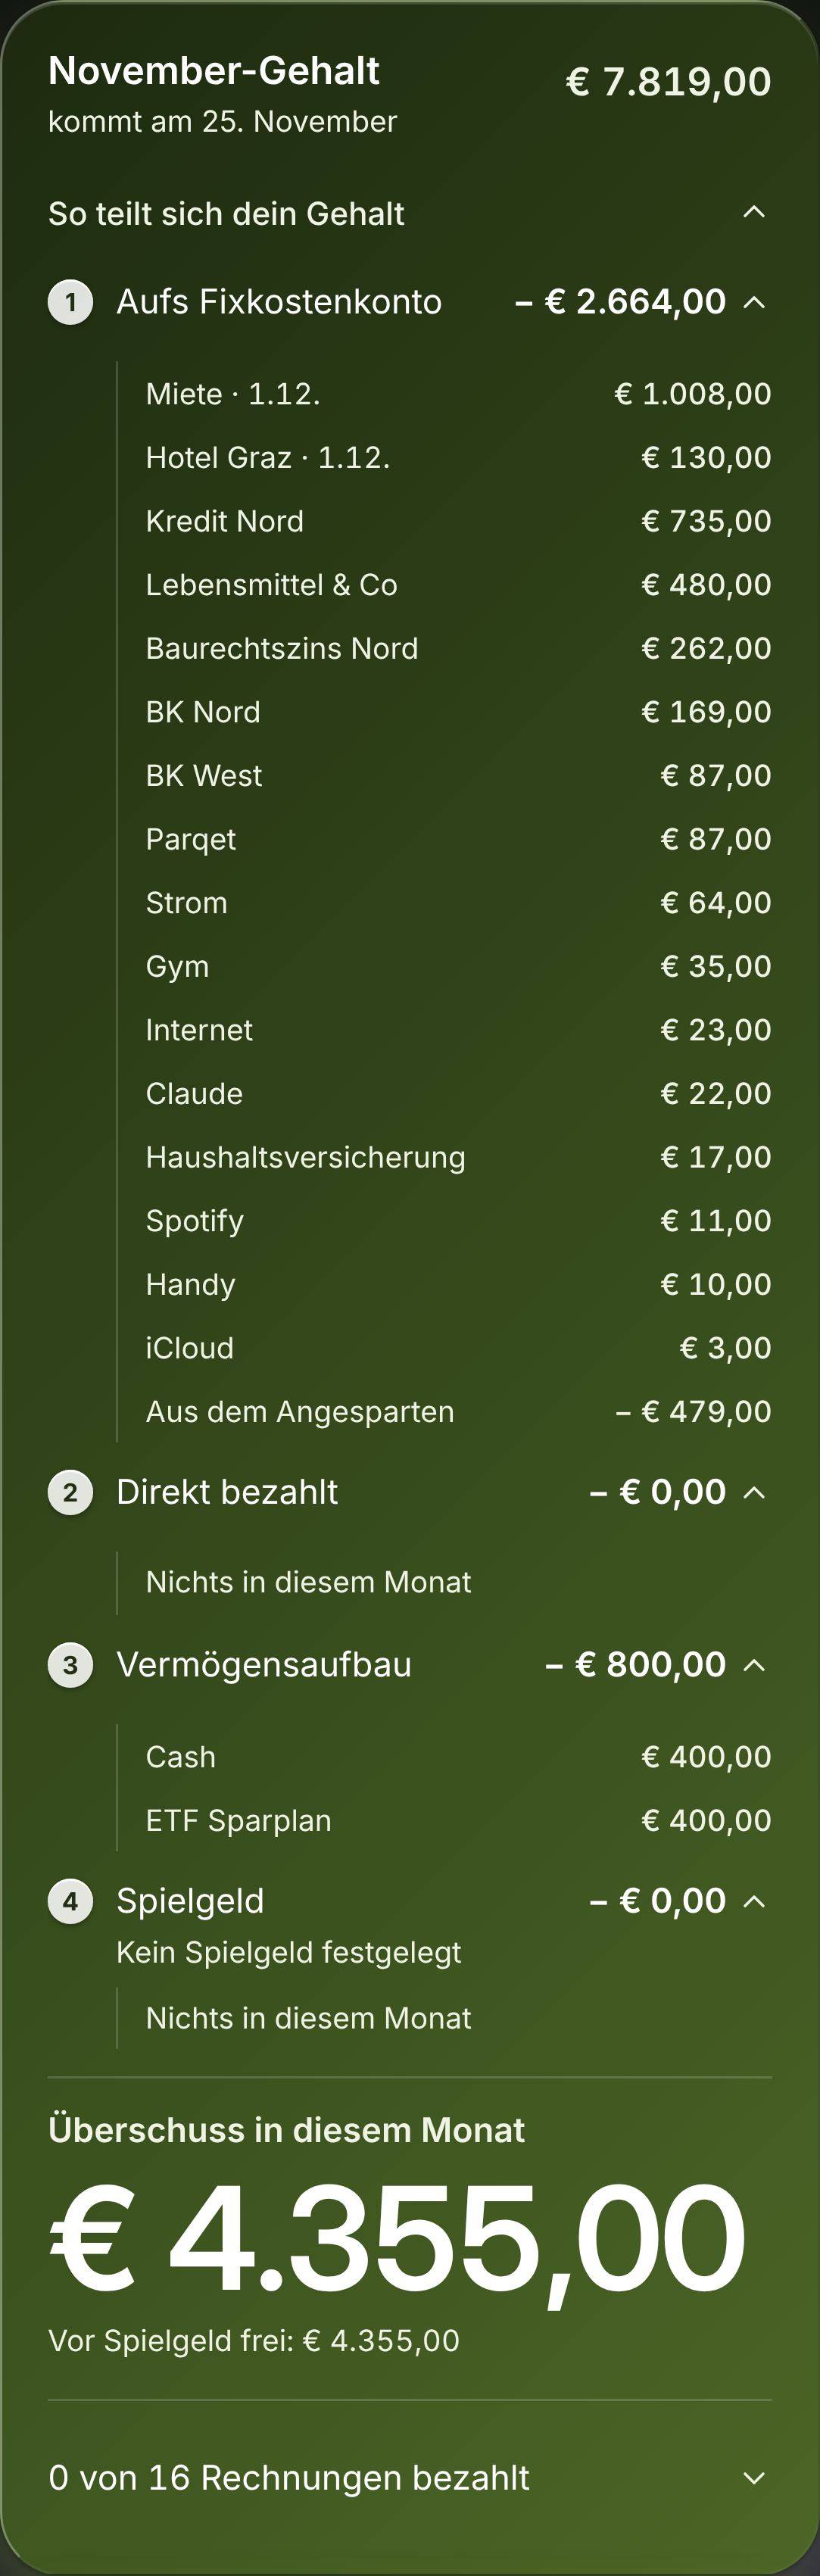 November-Gehalt
€ 7.819,00
kommt am 25. November
So teilt sich dein Gehalt
1 Aufs Fixkostenkonto – € 2.664,00
Miete · 1.12. € 1.008,00
Hotel Graz · 1.12. € 130,00
Kredit Nord € 735,00
Lebensmittel & Co € 480,00
Baurechtszins Nord € 262,00
BK Nord € 169,00
BK West € 87,00
Parqet € 87,00
Strom € 64,00
Gym € 35,00
Internet € 23,00
Claude € 22,00
Haushaltsversicherung € 17,00
Spotify € 11,00
Handy € 10,00
iCloud € 3,00
Aus dem Angesparten – € 479,00
2 Direkt bezahlt – € 0,00
Nichts in diesem Monat
3 Vermögensaufbau – € 800,00
Cash € 400,00
ETF Sparplan € 400,00
4 Spielgeld – € 0,00
Kein Spielgeld festgelegt
Nichts in diesem Monat
Überschuss in diesem Monat
€ 4.355,00
Vor Spielgeld frei: € 4.355,00
0 von 16 Rechnungen bezahlt